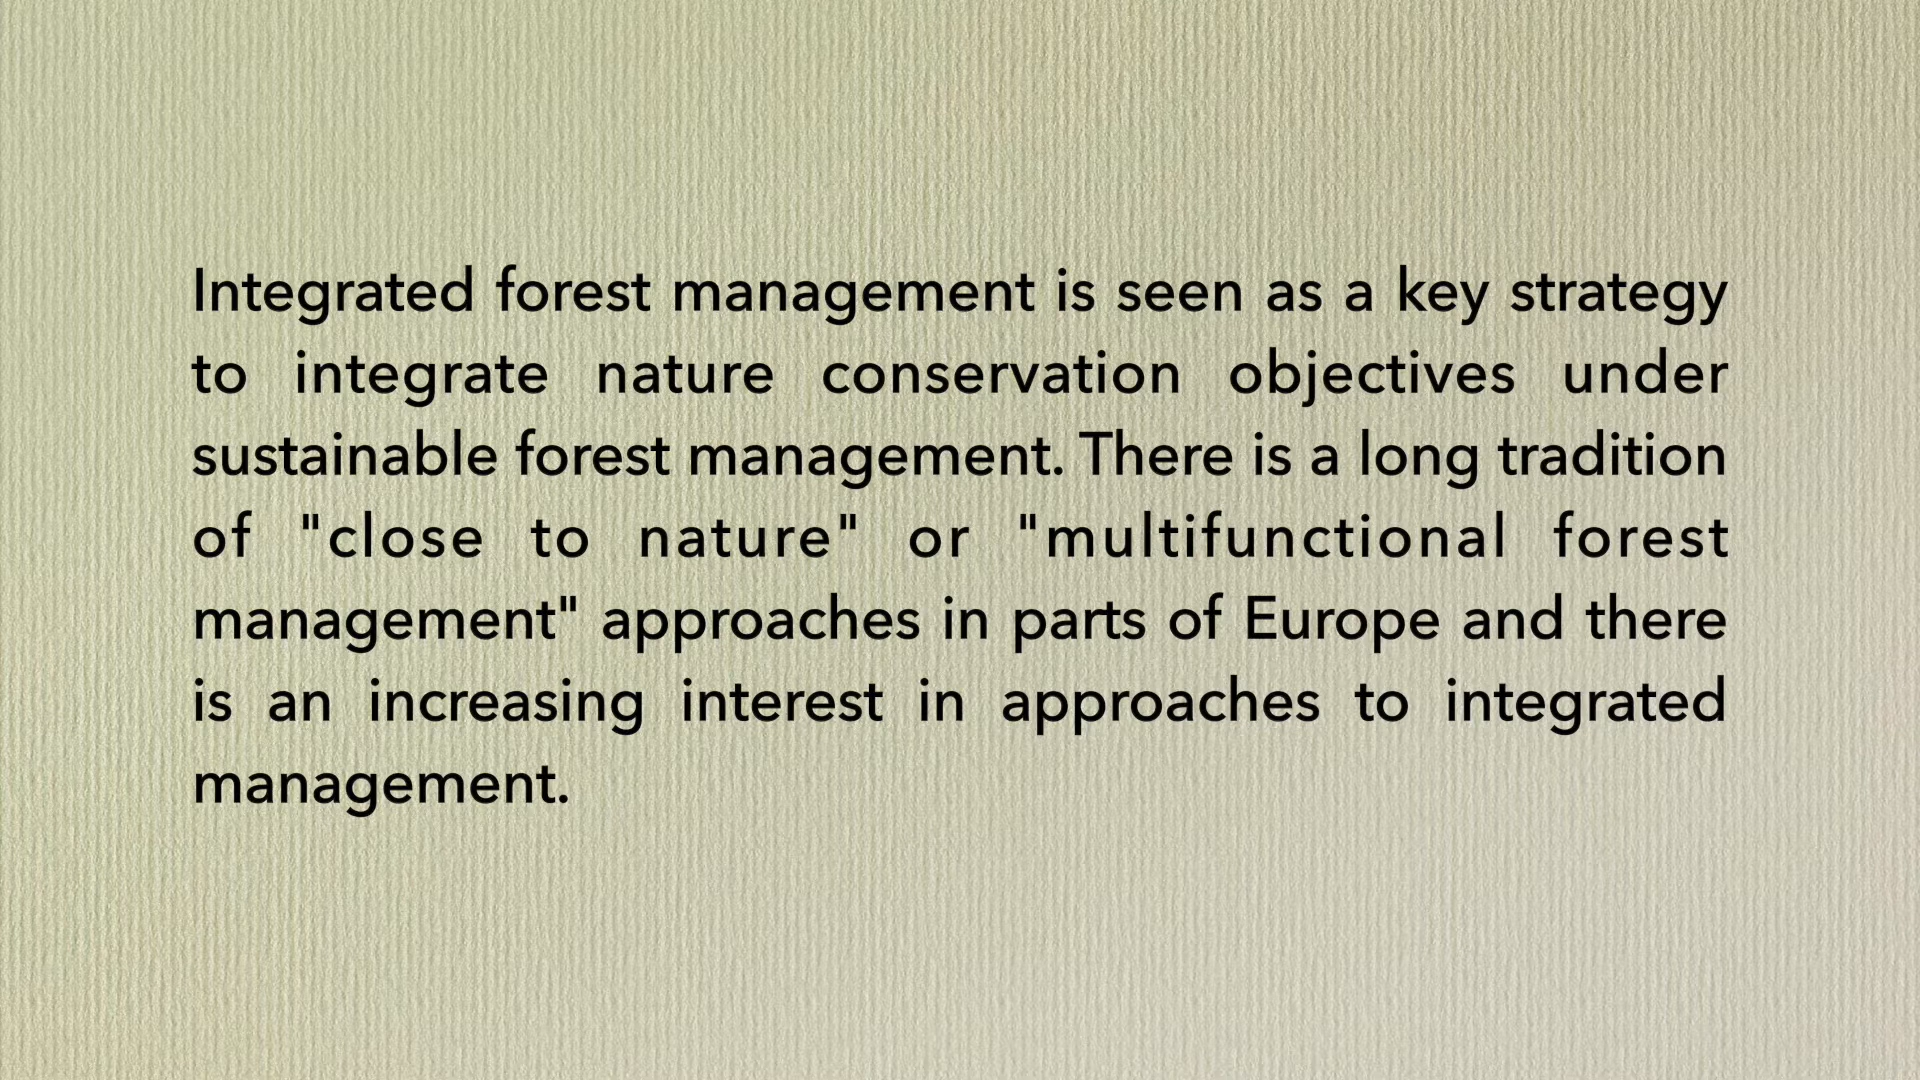 Integrated forest management is seen as a key strategy
to integrate nature conservation objectives under
sustainable forest management. There is a long tradition
of "close to nature" or "multifunctional forest
management" approaches in parts of Europe and there
is an increasing interest in approaches to integrated
management.